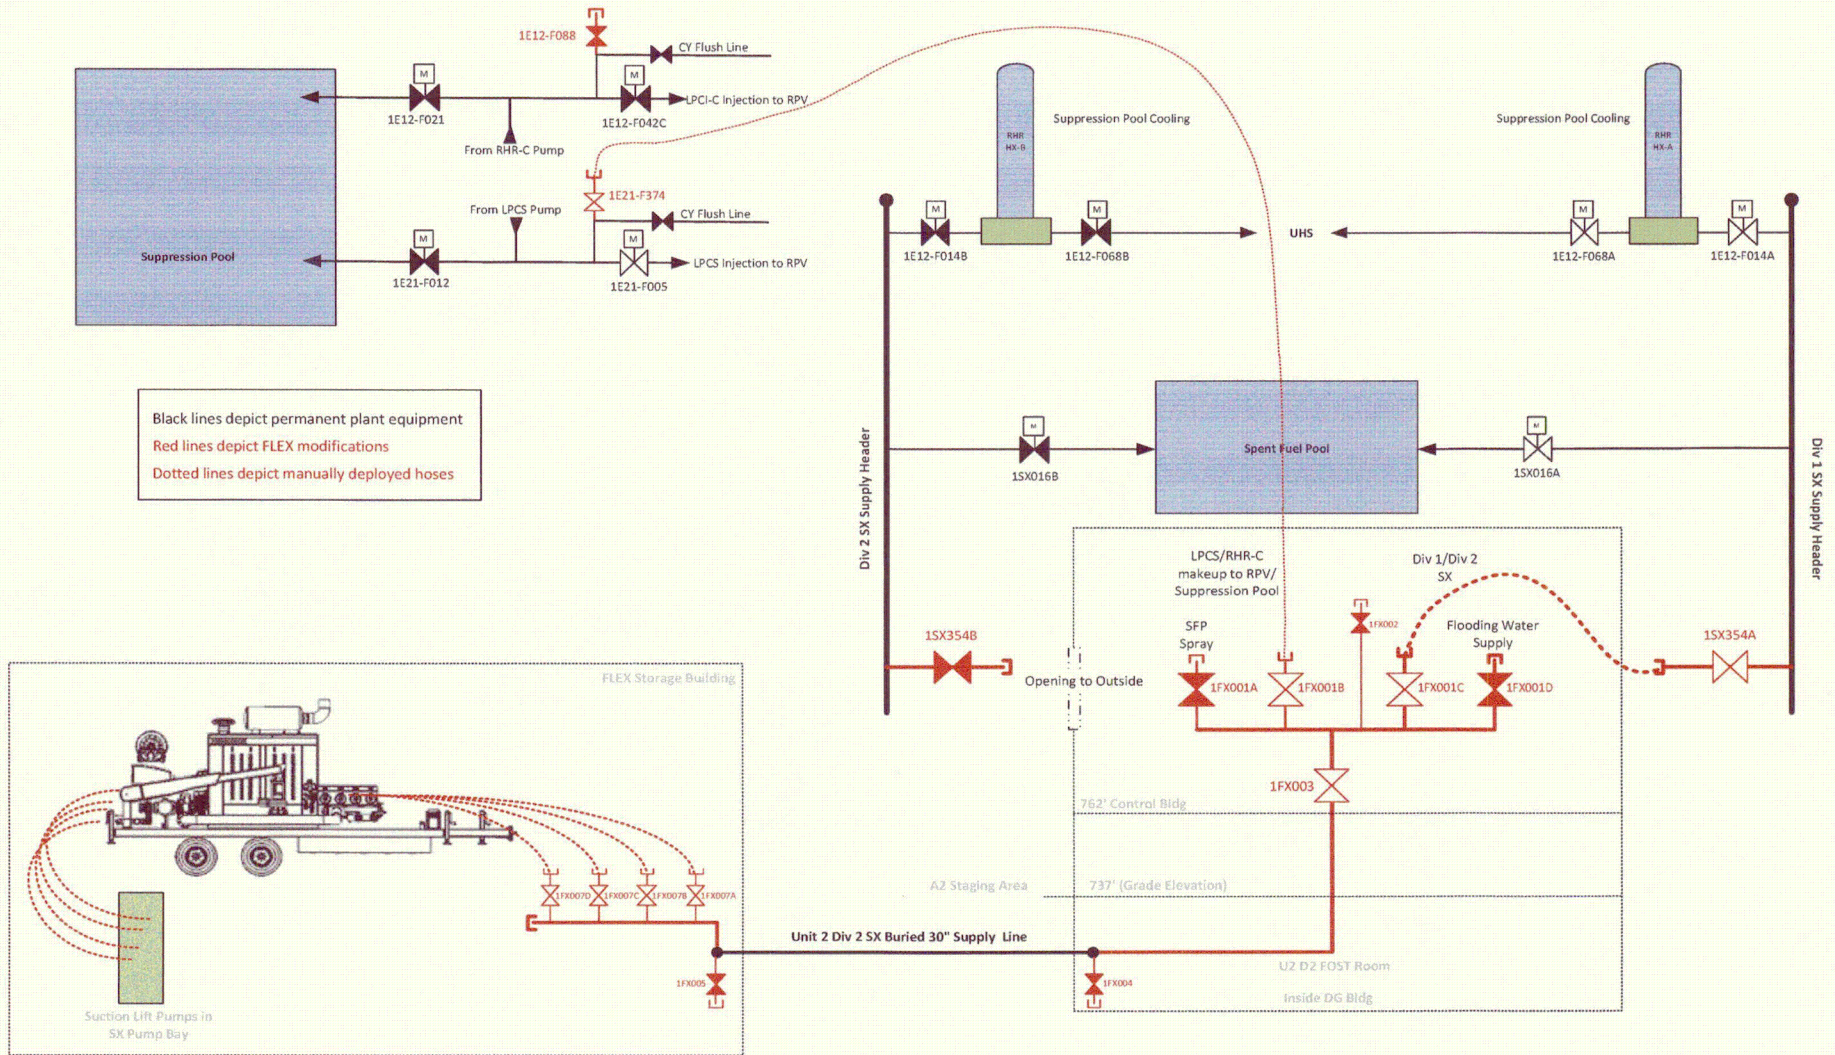 1E12-F088
CY Flush Line
M
M
LPCI-C Injection to RPV
1E12-F021
1E12-F042C
From RHR-C Pump
1E21-F374
From LPCS Pump
CY Flush Line
Suppression Pool
M
M
LPCS Injection to RPV
1E21-F012
1E21-F005
Suppression Pool Cooling
RHR
HX-B
Suppression Pool Cooling
RHR
HX-A
M
M
UHS
M
M
1E12-F014B
1E12-F068B
1E12-F068A
1E12-F014A
Black lines depict permanent plant equipment
Red lines depict FLEX modifications
Dotted lines depict manually deployed hoses
Div 2 SX Supply Header
M
1SX016B
Spent Fuel Pool
M
1SX016A
Div 1 SX Supply Header
LPCS/RHR-C
makeup to RPV/
Suppression Pool
Div 1/Div 2
SX
SFP
Spray
1FX002
Flooding Water
Supply
1SX354B
1SX354A
Opening to Outside
1FX001A
1FX001B
1FX001C
1FX001D
1FX003
762' Control Bldg
FLEX Storage Building
1FX007D
1FX007C
1FX007B
1FX007A
A2 Staging Area
737' (Grade Elevation)
Unit 2 Div 2 SX Buried 30" Supply Line
1FX005
1FX004
U2 D2 FOST Room
Inside DG Bldg
Suction Lift Pumps in
SX Pump Bay